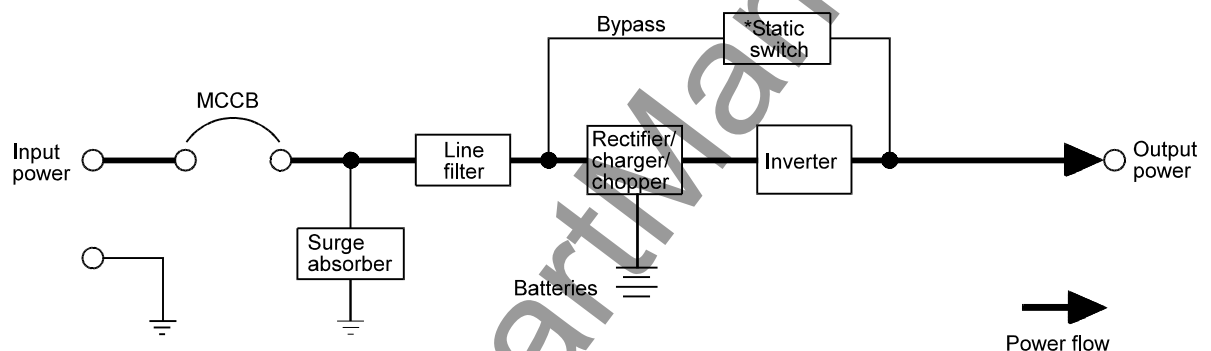 Bypass
*Static
switch
MCCB
Input
power
Line
filter
Rectifier/
charger/
chopper
Inverter
Output
power
Surge
absorber
Batteries
Power flow